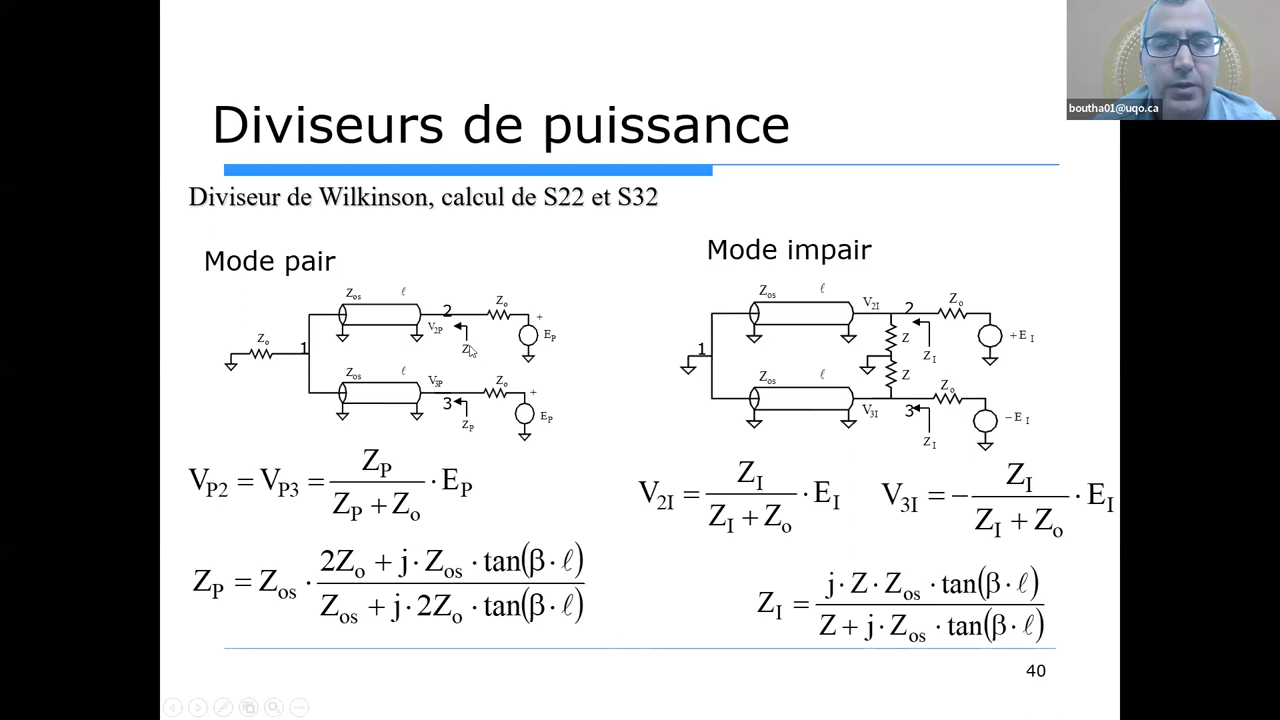 boutha01@uqo.ca
Diviseurs de puissance
Diviseur de Wilkinson, calcul de S22 et S32
Mode pair
Mode impair
Zos ℓ 2 Zo + EP
V2P
Zo 1
Zos ℓ V3P Zo +
3 ZP EP
Zos ℓ V2I 2 Zo
Z ZI +EI
1
Zos ℓ Z Zo
V3I 3 −EI
ZI
VP2 = VP3 = ZP / (ZP + Zo) · EP
V2I = ZI / (ZI + Zo) · EI
V3I = − ZI / (ZI + Zo) · EI
ZP = Zos · (2Zo + j · Zos · tan(β · ℓ)) / (Zos + j · 2Zo · tan(β · ℓ))
ZI = (j · Z · Zos · tan(β · ℓ)) / (Z + j · Zos · tan(β · ℓ))
40